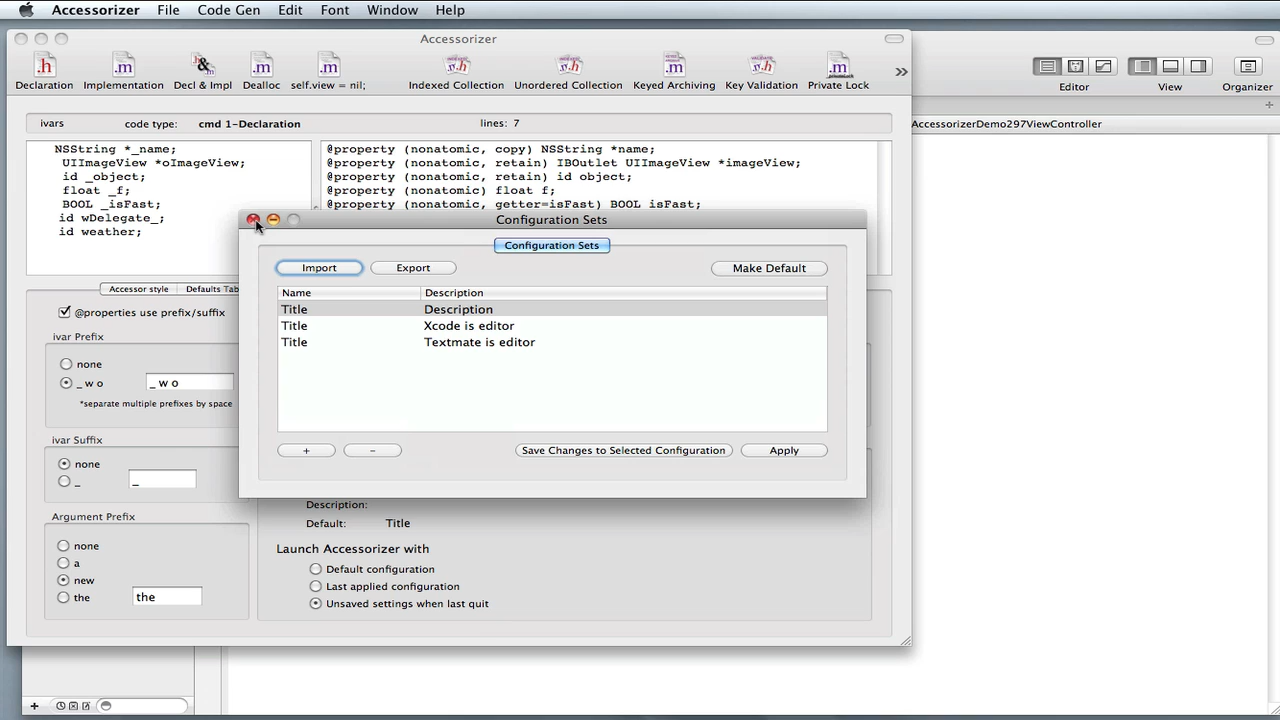 Accessorizer File Code Gen Edit Font Window Help
Accessorizer
Declaration Implementation Decl & Impl Dealloc self.view = nil; Indexed Collection Unordered Collection Keyed Archiving Key Validation Private Lock
Editor View Organizer
ivars code type: cmd 1-Declaration lines: 7
AccessorizerDemo297ViewController
NSString *_name;
UIImageView *oImageView;
id _object;
float _f;
BOOL _isFast;
id wDelegate_;
id weather;
@property (nonatomic, copy) NSString *name;
@property (nonatomic, retain) IBOutlet UIImageView *imageView;
@property (nonatomic, retain) id object;
@property (nonatomic) float f;
@property (nonatomic, getter=isFast) BOOL isFast;
Configuration Sets
Configuration Sets
Import Export Make Default
Name Description
Title Description
Title Xcode is editor
Title Textmate is editor
+ - Save Changes to Selected Configuration Apply
Accessor style Defaults Tab
@properties use prefix/suffix
ivar Prefix
none
_ w o _ w o
*separate multiple prefixes by space
ivar Suffix
none
_ _
Argument Prefix
none
a
new
the the
Description:
Default: Title
Launch Accessorizer with
Default configuration
Last applied configuration
Unsaved settings when last quit